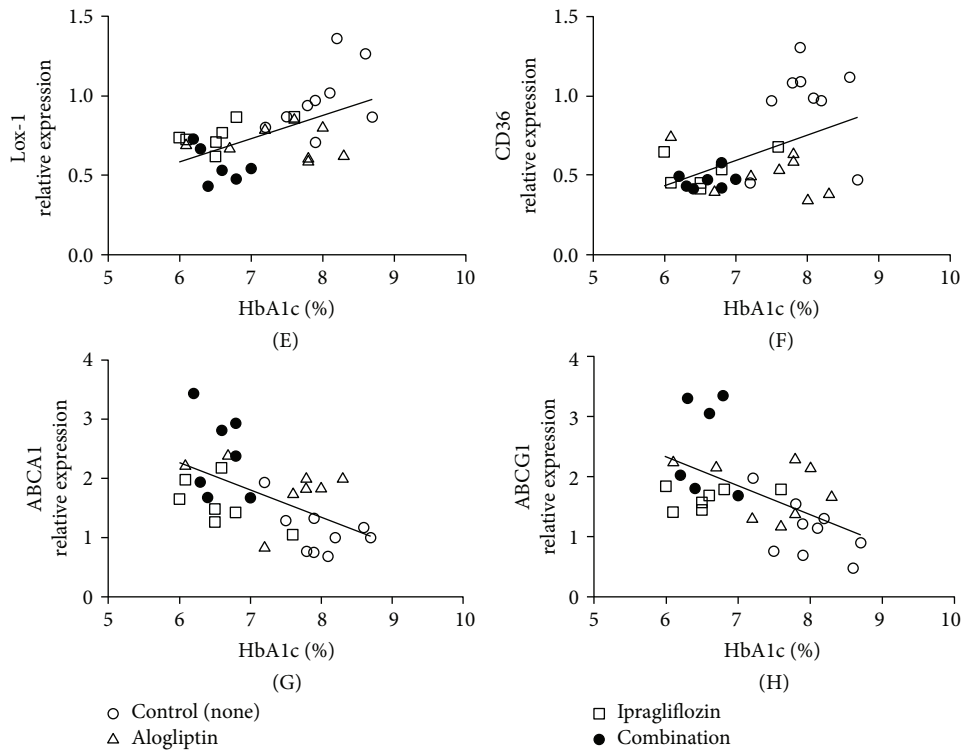 1.5
1.0
0.5
0.0
Lox-1
relative expression
5 6 7 8 9 10
HbA1c (%)
(E)
1.5
1.0
0.5
0.0
CD36
relative expression
5 6 7 8 9 10
HbA1c (%)
(F)
4
3
2
1
0
ABCA1
relative expression
5 6 7 8 9 10
HbA1c (%)
(G)
4
3
2
1
0
ABCG1
relative expression
5 6 7 8 9 10
HbA1c (%)
(H)
Control (none)
Alogliptin
Ipragliflozin
Combination